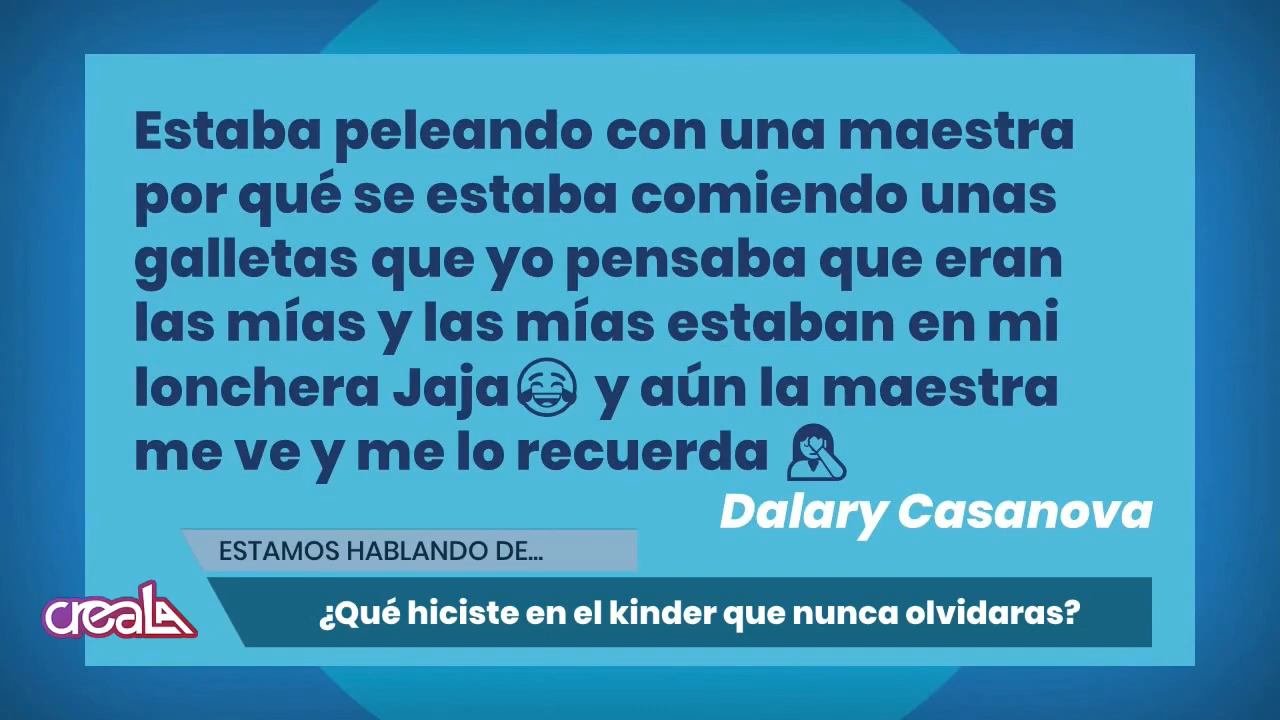 Estaba peleando con una maestra
por qué se estaba comiendo unas
galletas que yo pensaba que eran
las mías y las mías estaban en mi
lonchera Jaja😂 y aún la maestra
me ve y me lo recuerda 🤦‍♀️
Dalary Casanova
ESTAMOS HABLANDO DE...
¿Qué hiciste en el kinder que nunca olvidaras?
creaLA